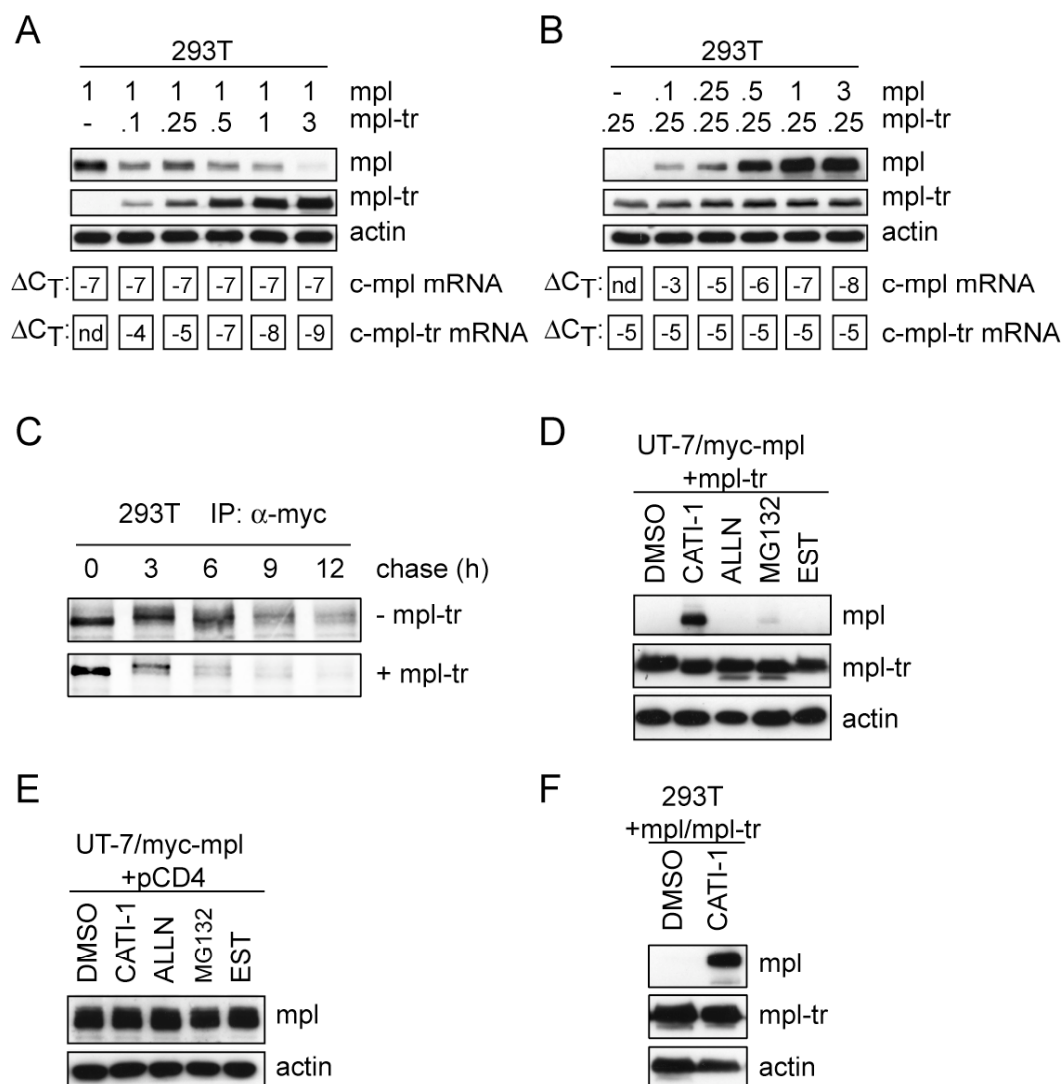 A
293T
1 1 1 1 1 1 mpl
- .1 .25 .5 1 3 mpl-tr
mpl
mpl-tr
actin
ΔCT: -7 -7 -7 -7 -7 -7 c-mpl mRNA
ΔCT: nd -4 -5 -7 -8 -9 c-mpl-tr mRNA
B
293T
- .1 .25 .5 1 3 mpl
.25 .25 .25 .25 .25 .25 mpl-tr
mpl
mpl-tr
actin
ΔCT: nd -3 -5 -6 -7 -8 c-mpl mRNA
ΔCT: -5 -5 -5 -5 -5 -5 c-mpl-tr mRNA
C
293T IP: α-myc
0 3 6 9 12 chase (h)
- mpl-tr
+ mpl-tr
D
UT-7/myc-mpl
+mpl-tr
DMSO CATI-1 ALLN MG132 EST
mpl
mpl-tr
actin
E
UT-7/myc-mpl
+pCD4
DMSO CATI-1 ALLN MG132 EST
mpl
actin
F
293T
+mpl/mpl-tr
DMSO CATI-1
mpl
mpl-tr
actin